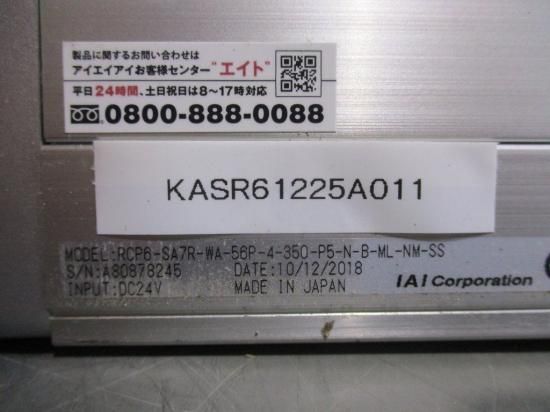 製品に関するお問い合わせは
アイエイアイお客様センター"エイト"
平日24時間、土日祝日は8～17時対応
0800-888-0088
KASR61225A011
MODEL:RCP6-SA7R-WA-56P-4-350-P5-N-B-ML-NM-SS
S/N:A80878245 DATE:10/12/2018
INPUT:DC24V MADE IN JAPAN
IAI Corporation